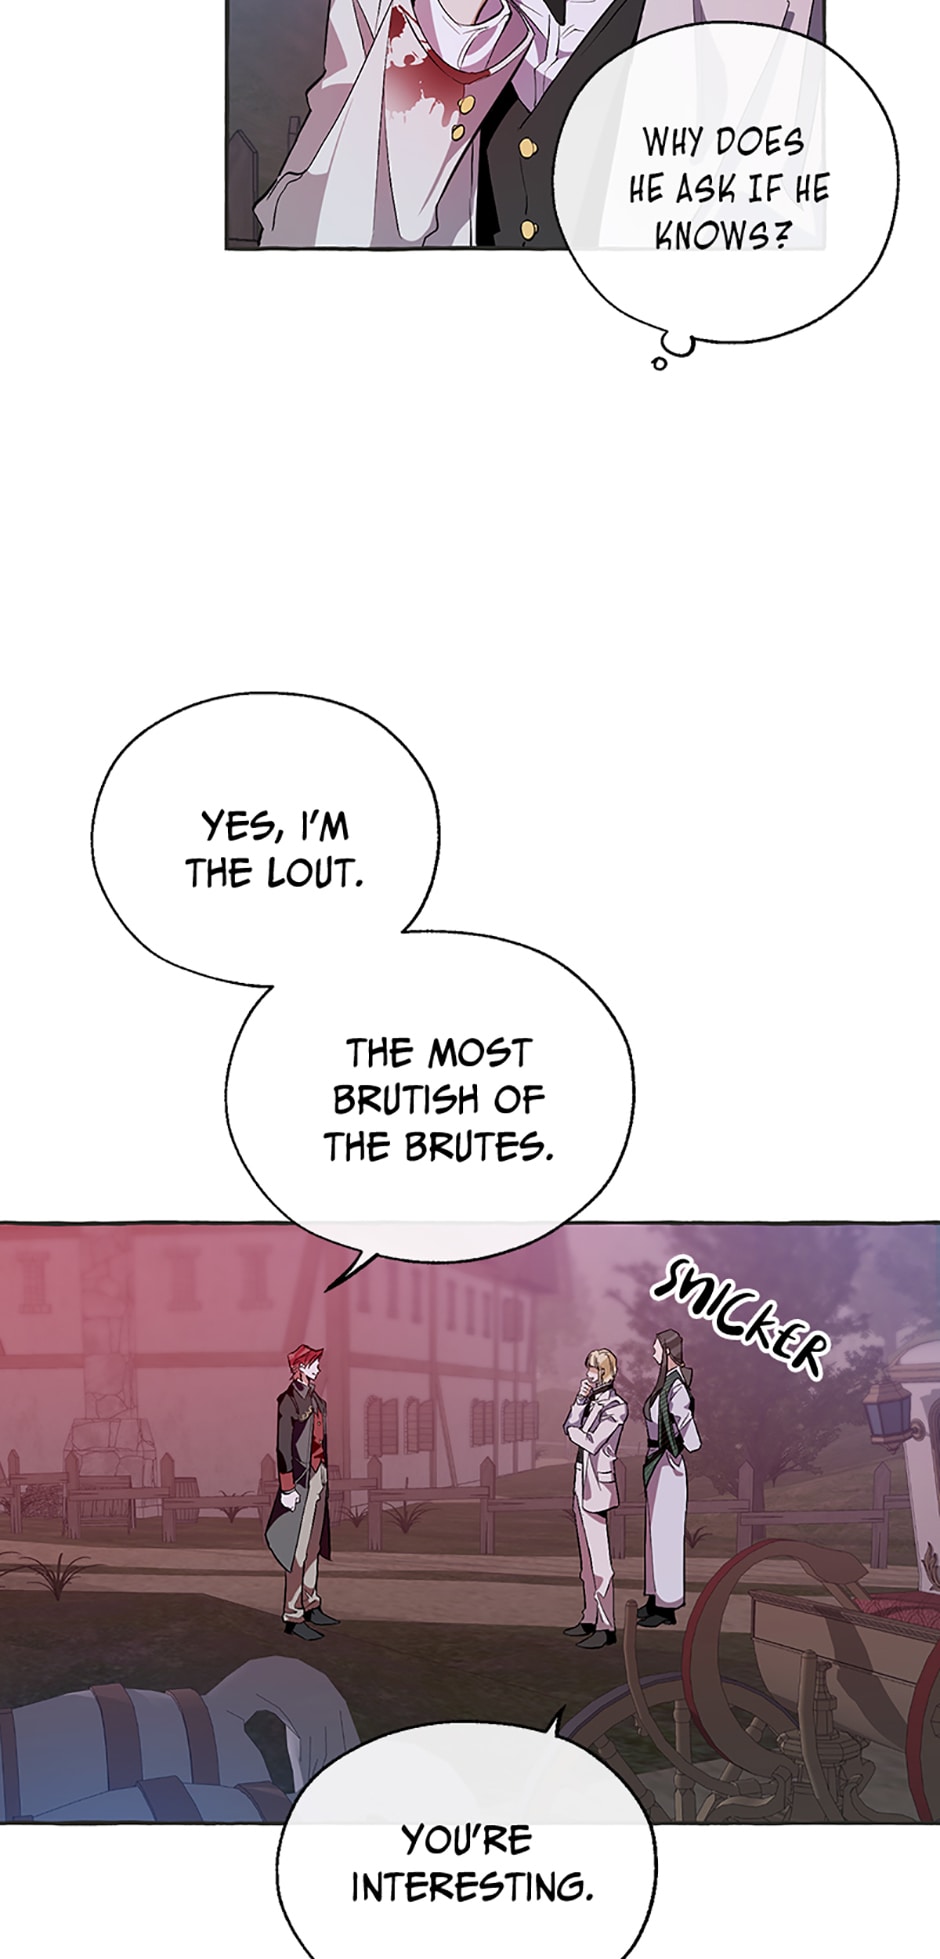 WHY DOES
HE ASK IF HE
KNOWS?
YES, I'M
THE LOUT.
THE MOST
BRUTISH OF
THE BRUTES.
SNICKER
YOU'RE
INTERESTING.